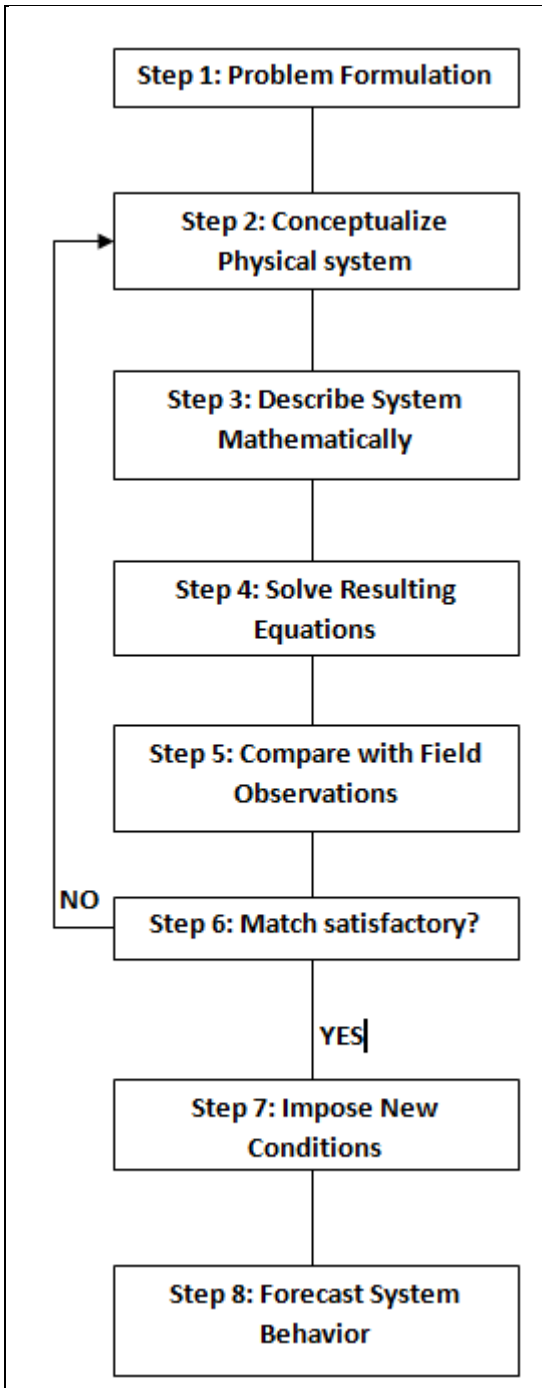 Step 1: Problem Formulation
Step 2: Conceptualize
Physical system
Step 3: Describe System
Mathematically
Step 4: Solve Resulting
Equations
Step 5: Compare with Field
Observations
NO
Step 6: Match satisfactory?
YES
Step 7: Impose New
Conditions
Step 8: Forecast System
Behavior